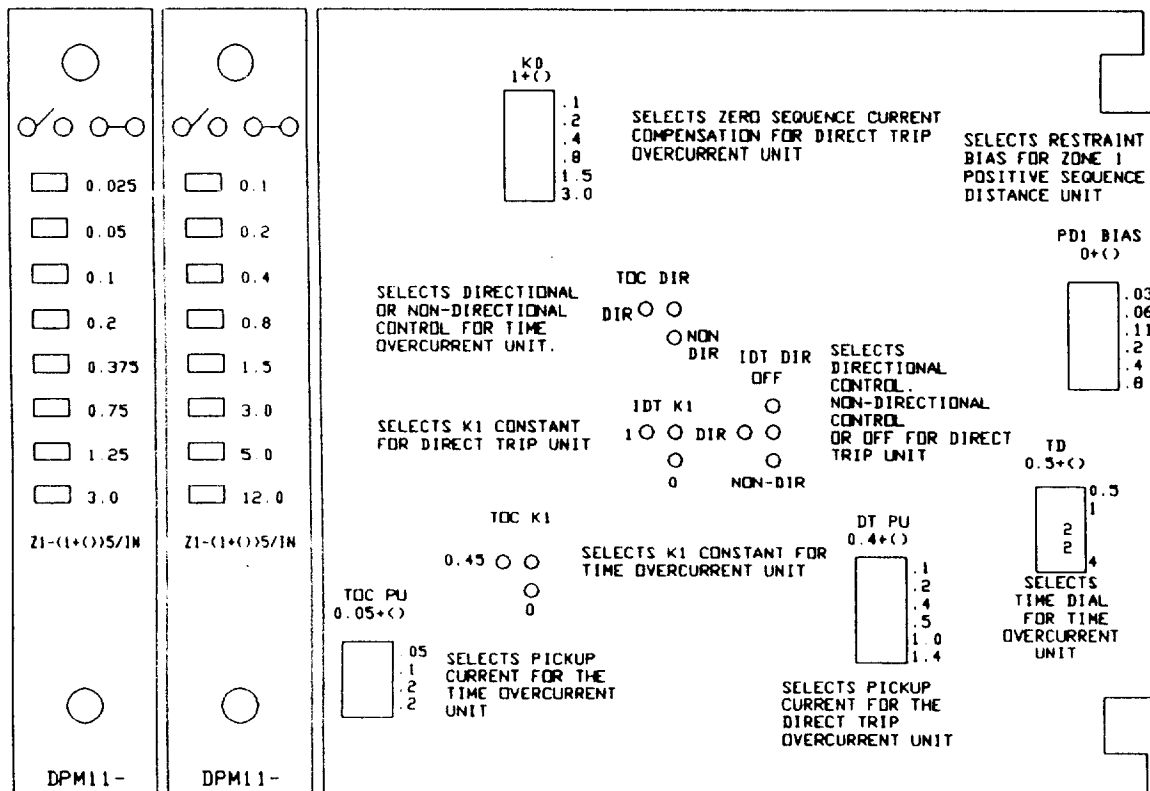 0.025
0.05
0.1
0.2
0.375
0.75
1.25
3.0
Z1-(1+())5/IN
DPM11-
0.1
0.2
0.4
0.8
1.5
3.0
5.0
12.0
Z1-(1+())5/IN
DPM11-
K0
1+()
.1
.2
.4
.8
1.5
3.0
SELECTS ZERO SEQUENCE CURRENT
COMPENSATION FOR DIRECT TRIP
OVERCURRENT UNIT
SELECTS RESTRAINT
BIAS FOR ZONE 1
POSITIVE SEQUENCE
DISTANCE UNIT
PD1 BIAS
0+()
.03
.06
.11
.2
.4
.8
SELECTS DIRECTIONAL
OR NON-DIRECTIONAL
CONTROL FOR TIME
OVERCURRENT UNIT.
TOC DIR
DIR
NON
DIR
IDT DIR
OFF
DIR
NON-DIR
SELECTS
DIRECTIONAL
CONTROL.
NON-DIRECTIONAL
CONTROL
OR OFF FOR DIRECT
TRIP UNIT
SELECTS K1 CONSTANT
FOR DIRECT TRIP UNIT
IDT K1
1
0
TD
0.5+()
0.5
1
2
2
4
SELECTS
TIME DIAL
FOR TIME
OVERCURRENT
UNIT
TOC K1
0.45
0
SELECTS K1 CONSTANT FOR
TIME OVERCURRENT UNIT
DT PU
0.4+()
.1
.2
.4
.5
1.0
1.4
SELECTS PICKUP
CURRENT FOR THE
DIRECT TRIP
OVERCURRENT UNIT
TOC PU
0.05+()
.05
.1
.2
.2
SELECTS PICKUP
CURRENT FOR THE
TIME OVERCURRENT
UNIT